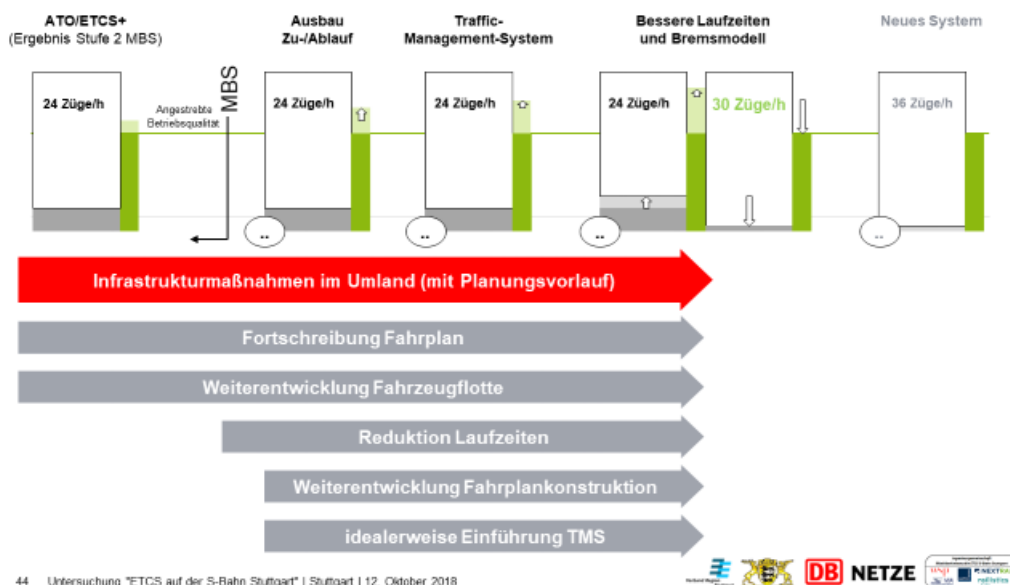 ATO/ETCS+
(Ergebnis Stufe 2 MBS)
Ausbau
Zu-/Ablauf
Traffic-
Management-System
Bessere Laufzeiten
und Bremsmodell
Neues System
24 Züge/h
Angestrebte
Betriebsqualität
MBS
24 Züge/h
24 Züge/h
24 Züge/h
30 Züge/h
36 Züge/h
..
..
..
..
Infrastrukturmaßnahmen im Umland (mit Planungsvorlauf)
Fortschreibung Fahrplan
Weiterentwicklung Fahrzeugflotte
Reduktion Laufzeiten
Weiterentwicklung Fahrplankonstruktion
idealerweise Einführung TMS
44 Untersuchung "ETCS auf der S-Bahn Stuttgart" | Stuttgart | 12. Oktober 2018
DB NETZE